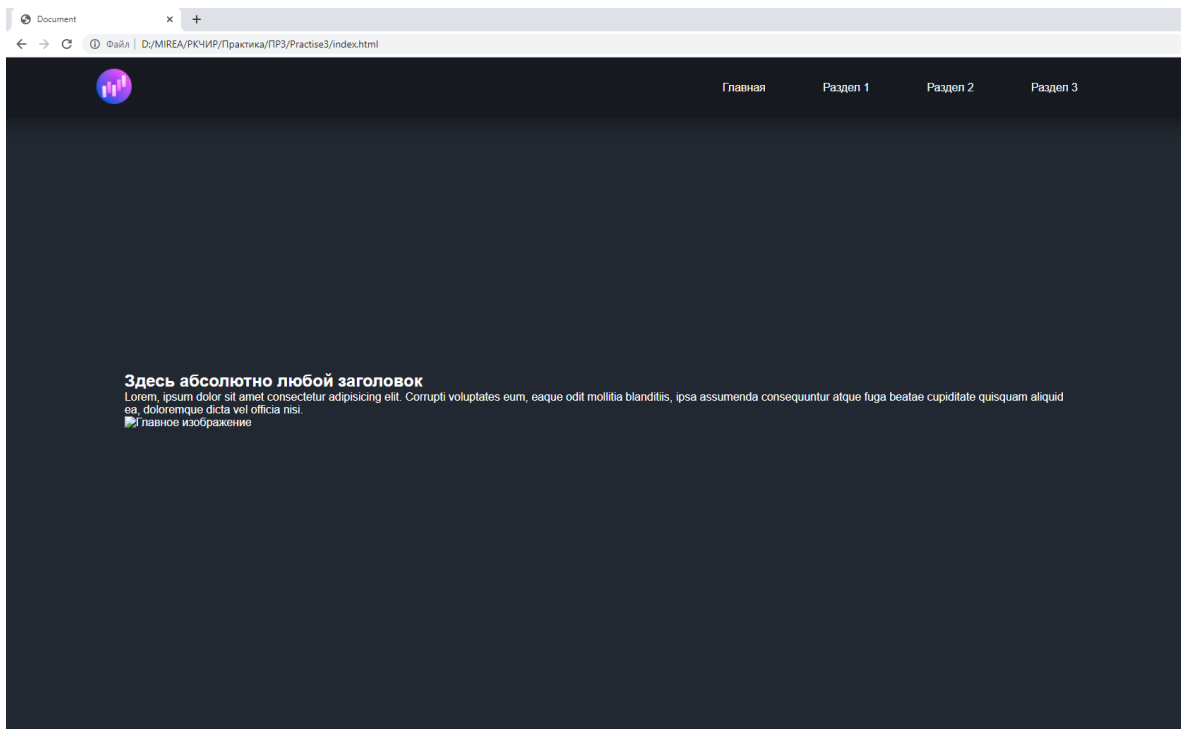 Document
Файл D:/MIREA/РКЧИР/Практика/ПР3/Practise3/index.html
Главная Раздел 1 Раздел 2 Раздел 3
Здесь абсолютно любой заголовок
Lorem, ipsum dolor sit amet consectetur adipisicing elit. Corrupti voluptates eum, eaque odit mollitia blanditiis, ipsa assumenda consequuntur atque fuga beatae cupiditate quisquam aliquid
ea, doloremque dicta vel officia nisi.
Главное изображение